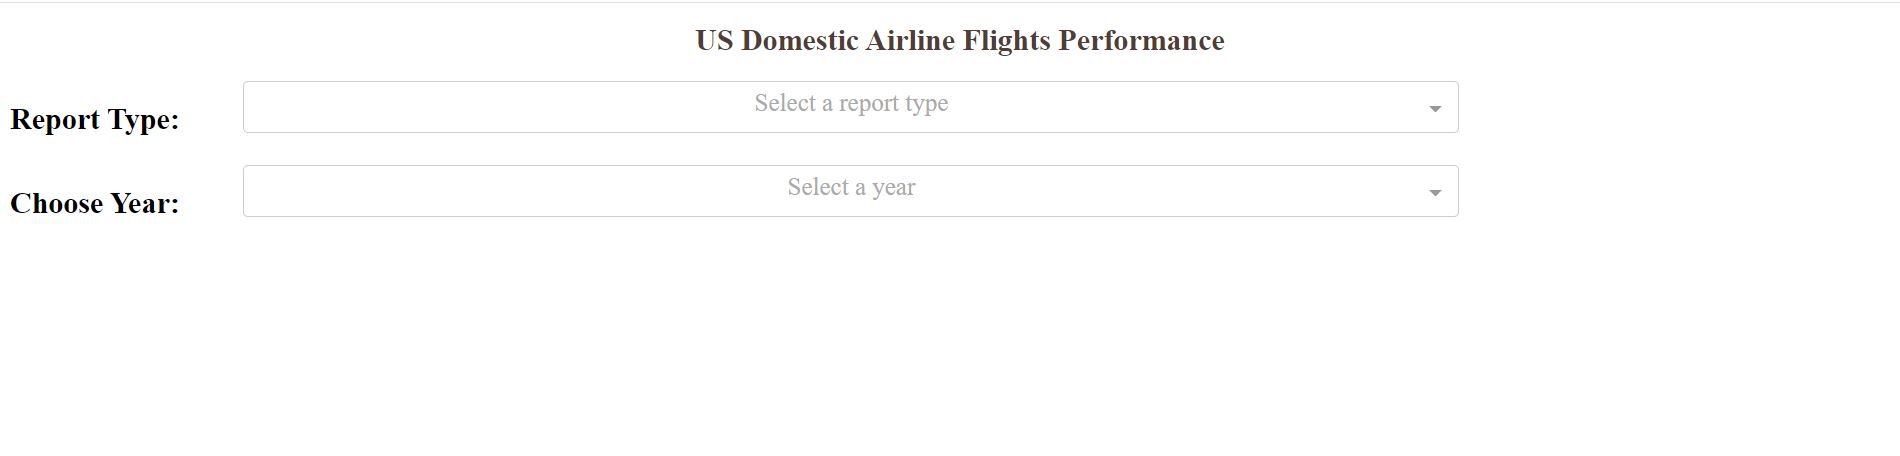 US Domestic Airline Flights Performance
Report Type:
Select a report type
Choose Year:
Select a year